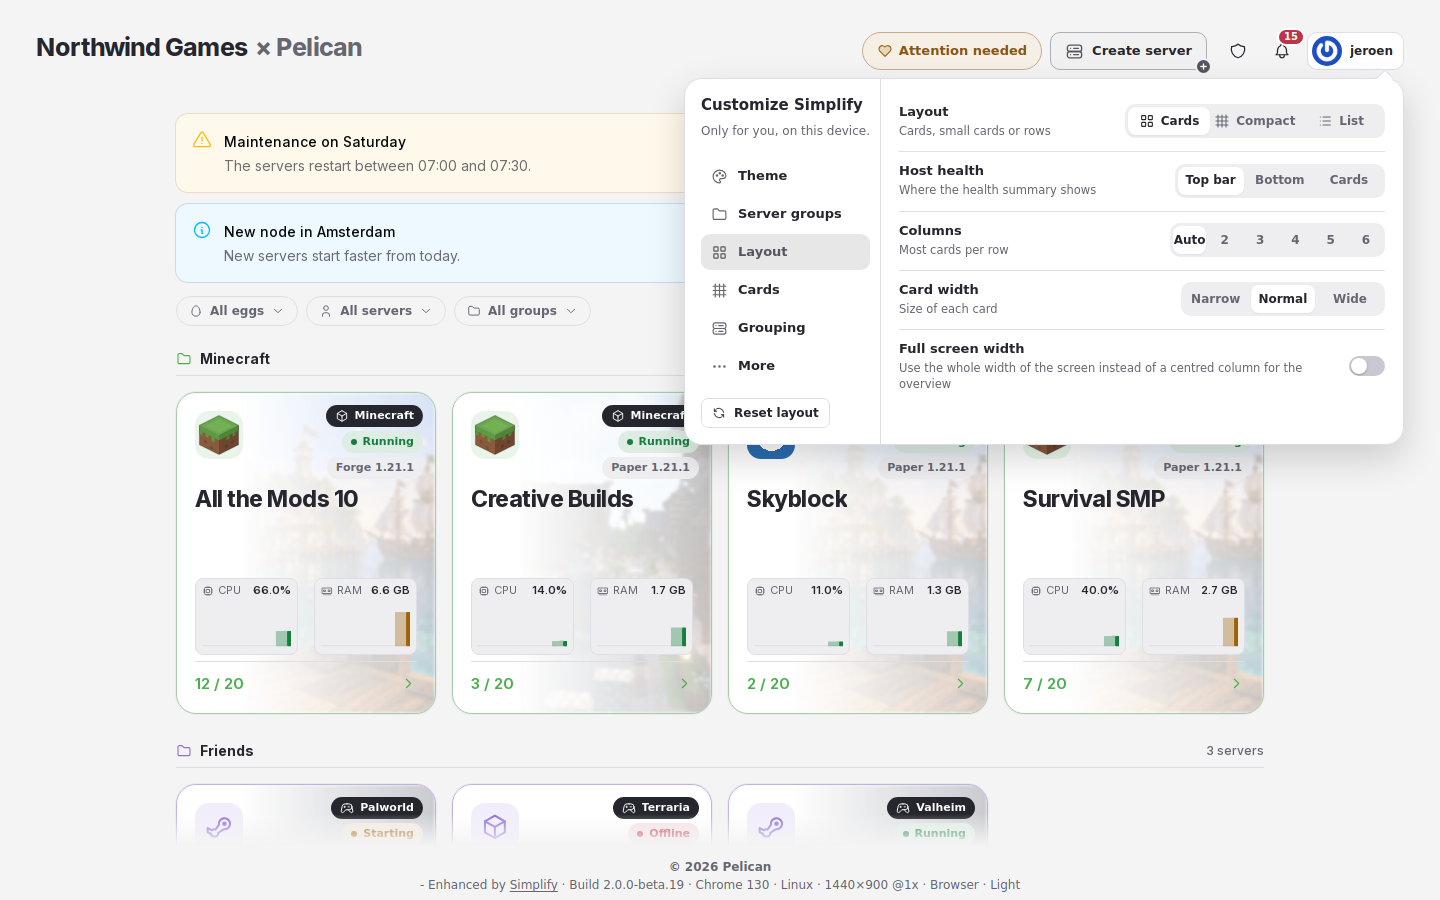 Northwind Games × Pelican
Attention needed
Create server
15
jeroen
Maintenance on Saturday
The servers restart between 07:00 and 07:30.
New node in Amsterdam
New servers start faster from today.
All eggs
All servers
All groups
Customize Simplify
Only for you, on this device.
Theme
Server groups
Layout
Cards
Grouping
More
Reset layout
Layout
Cards, small cards or rows
Cards
Compact
List
Host health
Where the health summary shows
Top bar
Bottom
Cards
Columns
Most cards per row
Auto
2
3
4
5
6
Card width
Size of each card
Narrow
Normal
Wide
Full screen width
Use the whole width of the screen instead of a centred column for the
overview
Minecraft
Minecraft
Running
Forge 1.21.1
All the Mods 10
CPU 66.0%
RAM 6.6 GB
12 / 20
Minecraft
Running
Paper 1.21.1
Creative Builds
CPU 14.0%
RAM 1.7 GB
3 / 20
Paper 1.21.1
Skyblock
CPU 11.0%
RAM 1.3 GB
2 / 20
Paper 1.21.1
Survival SMP
CPU 40.0%
RAM 2.7 GB
7 / 20
Friends
3 servers
Palworld
Starting
Terraria
Offline
Valheim
Running
© 2026 Pelican
- Enhanced by Simplify · Build 2.0.0-beta.19 · Chrome 130 · Linux · 1440×900 @1x · Browser · Light